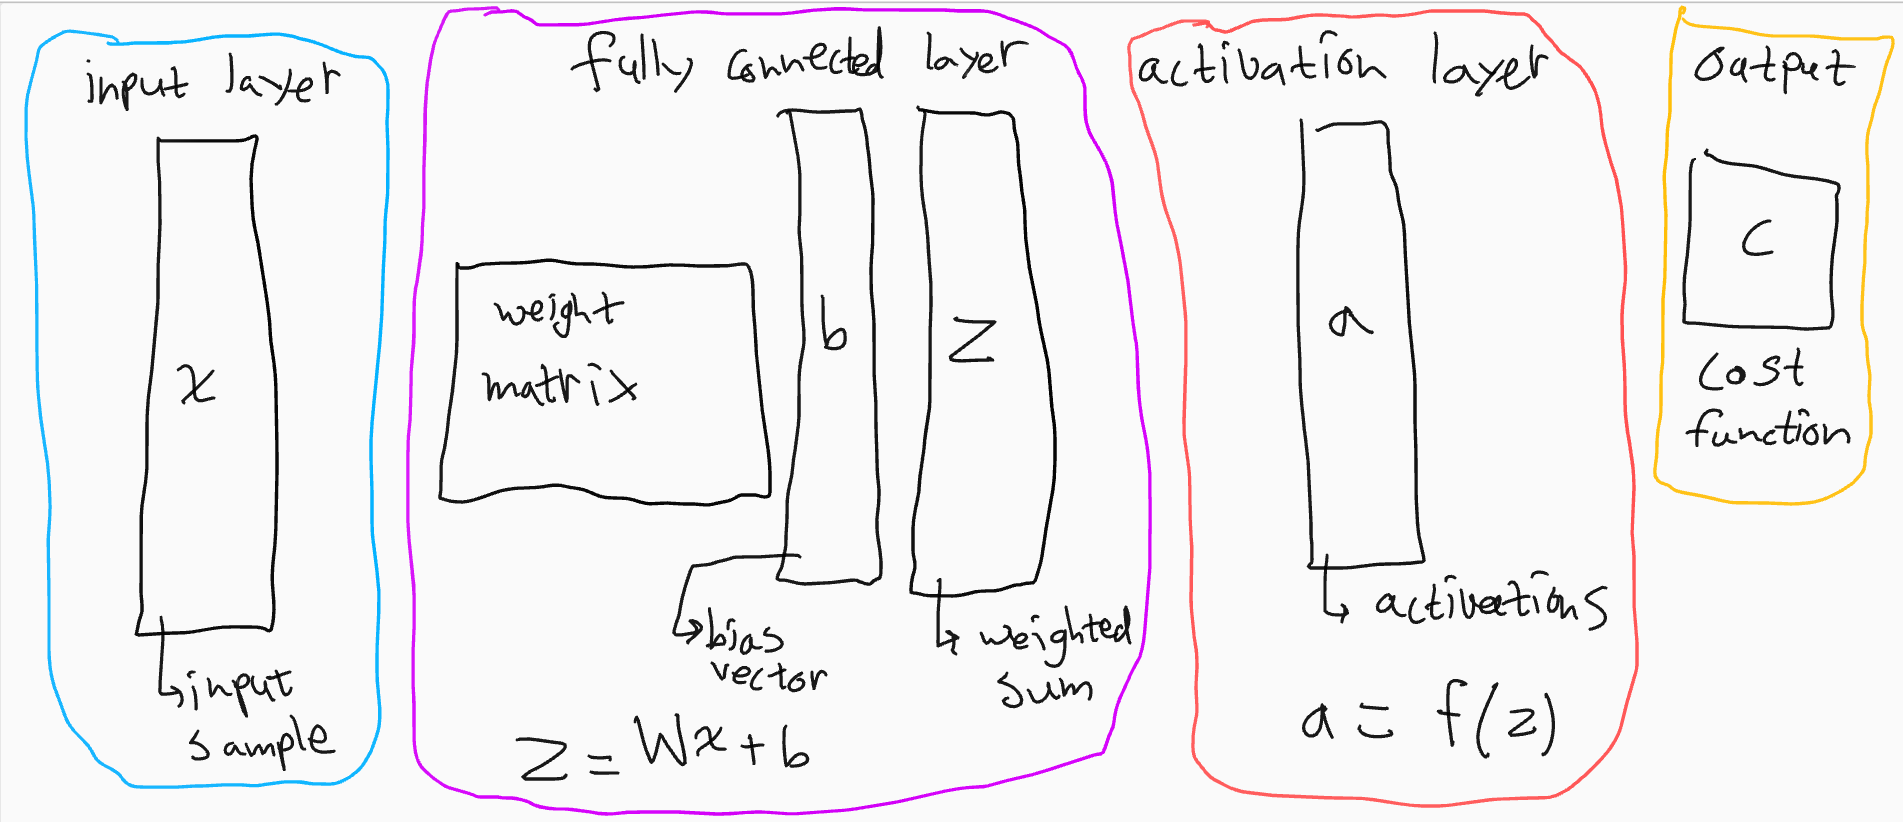 input layer
x
input
sample
fully connected layer
weight
matrix
b
z
bias
vector
weighted
sum
z = Wx + b
activation layer
a
activations
a = f(z)
output
C
cost
function